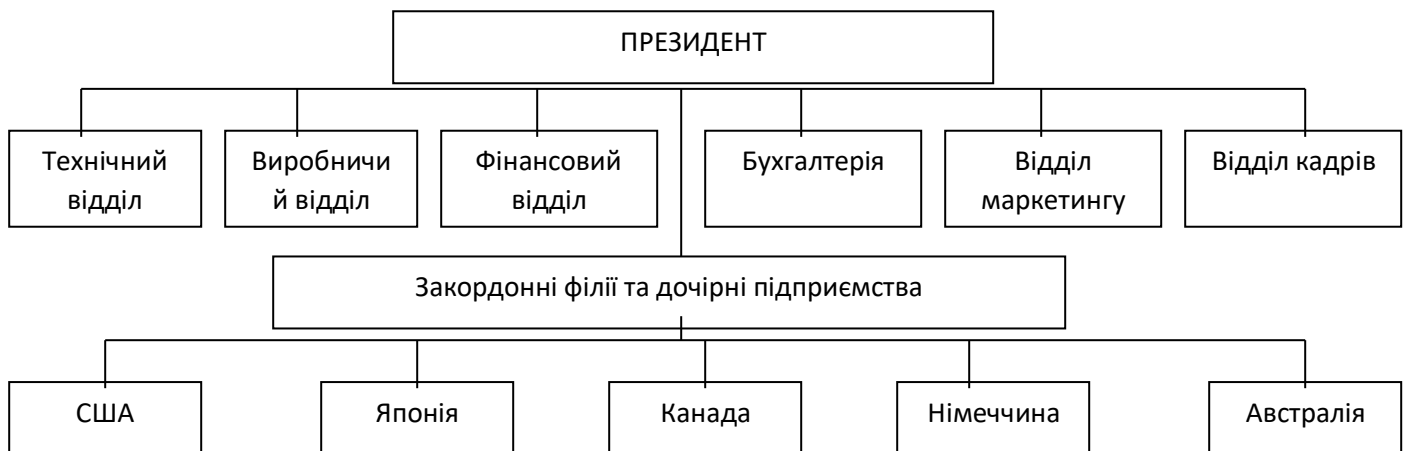 ПРЕЗИДЕНТ
Технічний
відділ
Виробничи
й відділ
Фінансовий
відділ
Бухгалтерія
Відділ
маркетингу
Відділ кадрів
Закордонні філії та дочірні підприємства
США
Японія
Канада
Німеччина
Австралія